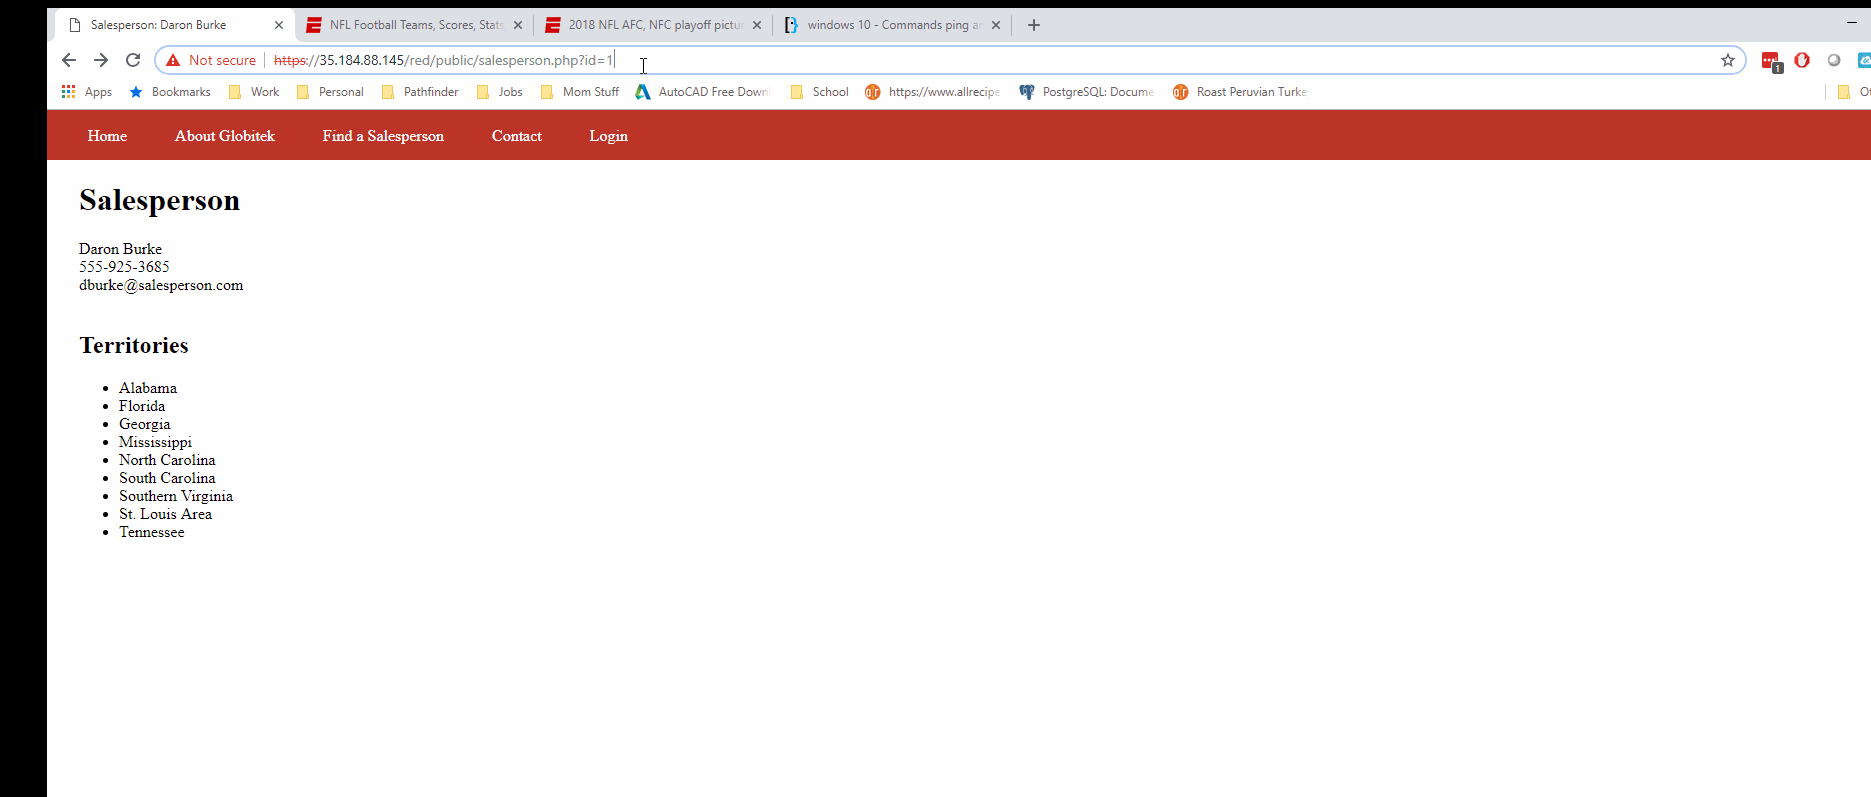 Salesperson: Daron Burke
NFL Football Teams, Scores, Stats,
2018 NFL AFC, NFC playoff pictur
windows 10 - Commands ping an
Not secure https://35.184.88.145/red/public/salesperson.php?id=1
1
Apps Bookmarks Work Personal Pathfinder Jobs Mom Stuff AutoCAD Free Down School https://www.allrecipe PostgreSQL: Docume Roast Peruvian Turke
Home About Globitek Find a Salesperson Contact Login
Salesperson
Daron Burke
555-925-3685
dburke@salesperson.com
Territories
Alabama
Florida
Georgia
Mississippi
North Carolina
South Carolina
Southern Virginia
St. Louis Area
Tennessee